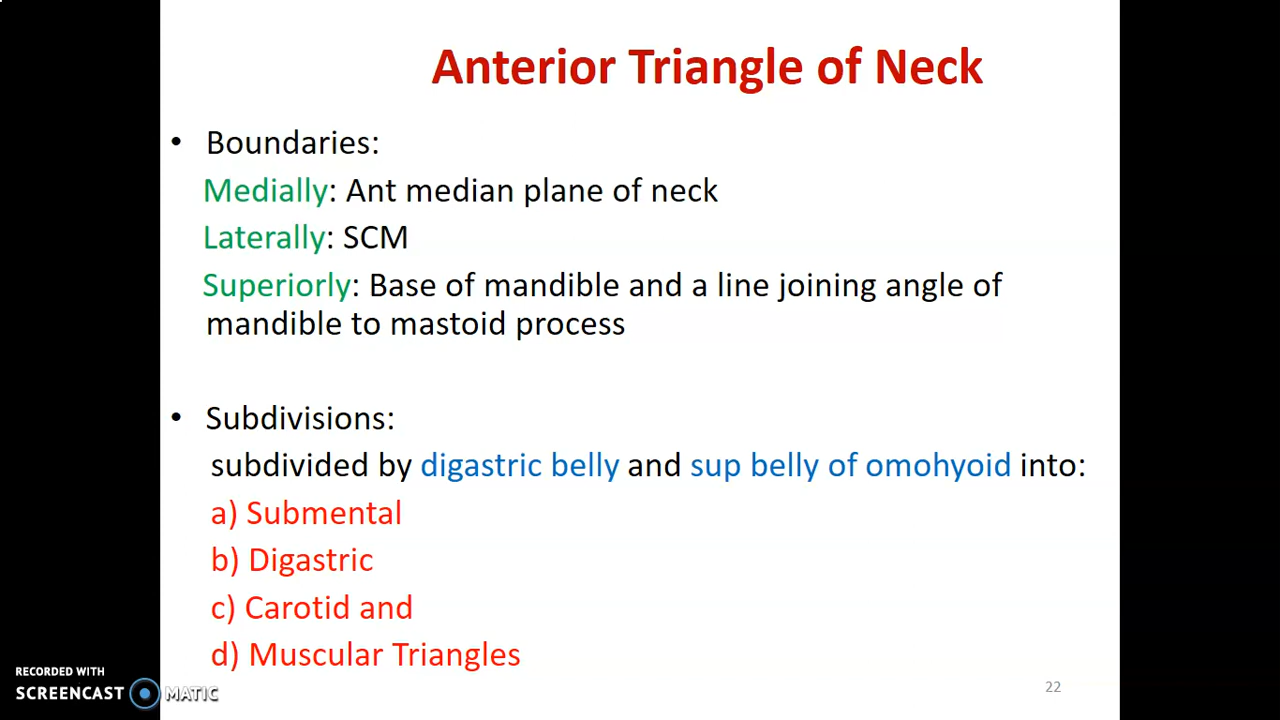 Anterior Triangle of Neck
• Boundaries:
Medially: Ant median plane of neck
Laterally: SCM
Superiorly: Base of mandible and a line joining angle of
mandible to mastoid process
• Subdivisions:
subdivided by digastric belly and sup belly of omohyoid into:
a) Submental
b) Digastric
c) Carotid and
d) Muscular Triangles
RECORDED WITH
SCREENCAST MATIC
22